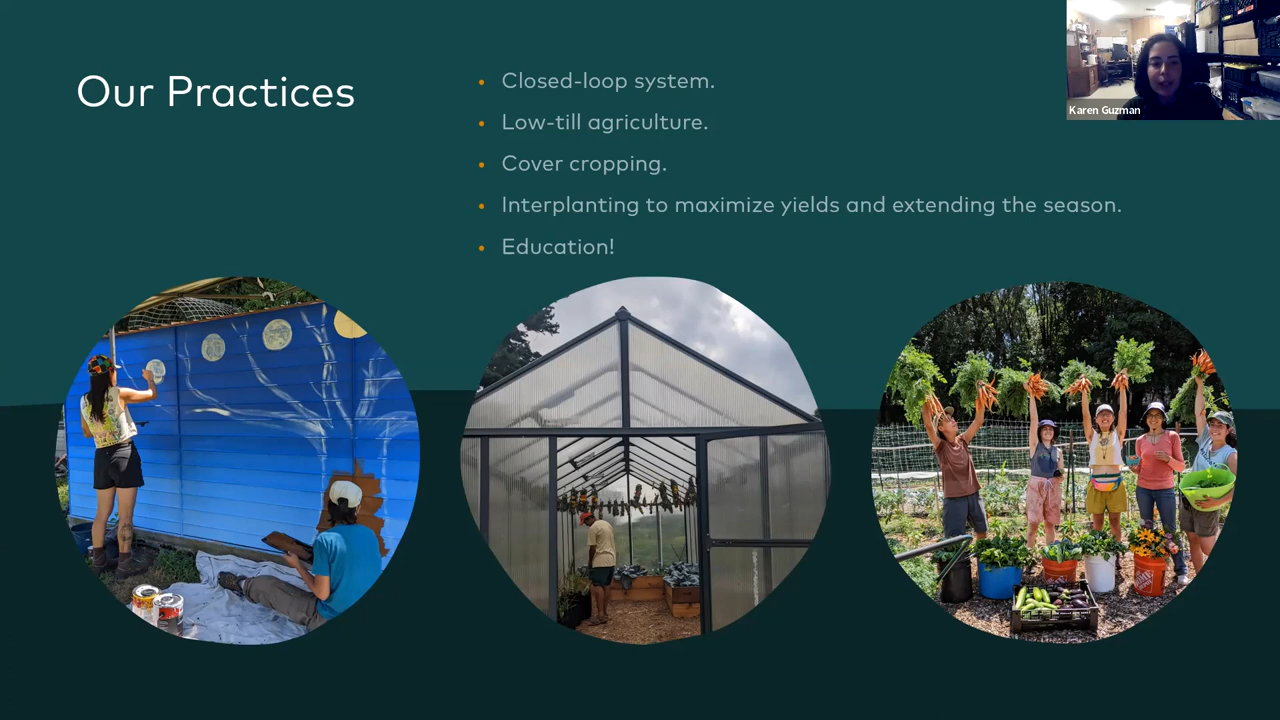 Our Practices
Closed-loop system.
Low-till agriculture.
Cover cropping.
Interplanting to maximize yields and extending the season.
Education!
Karen Guzman